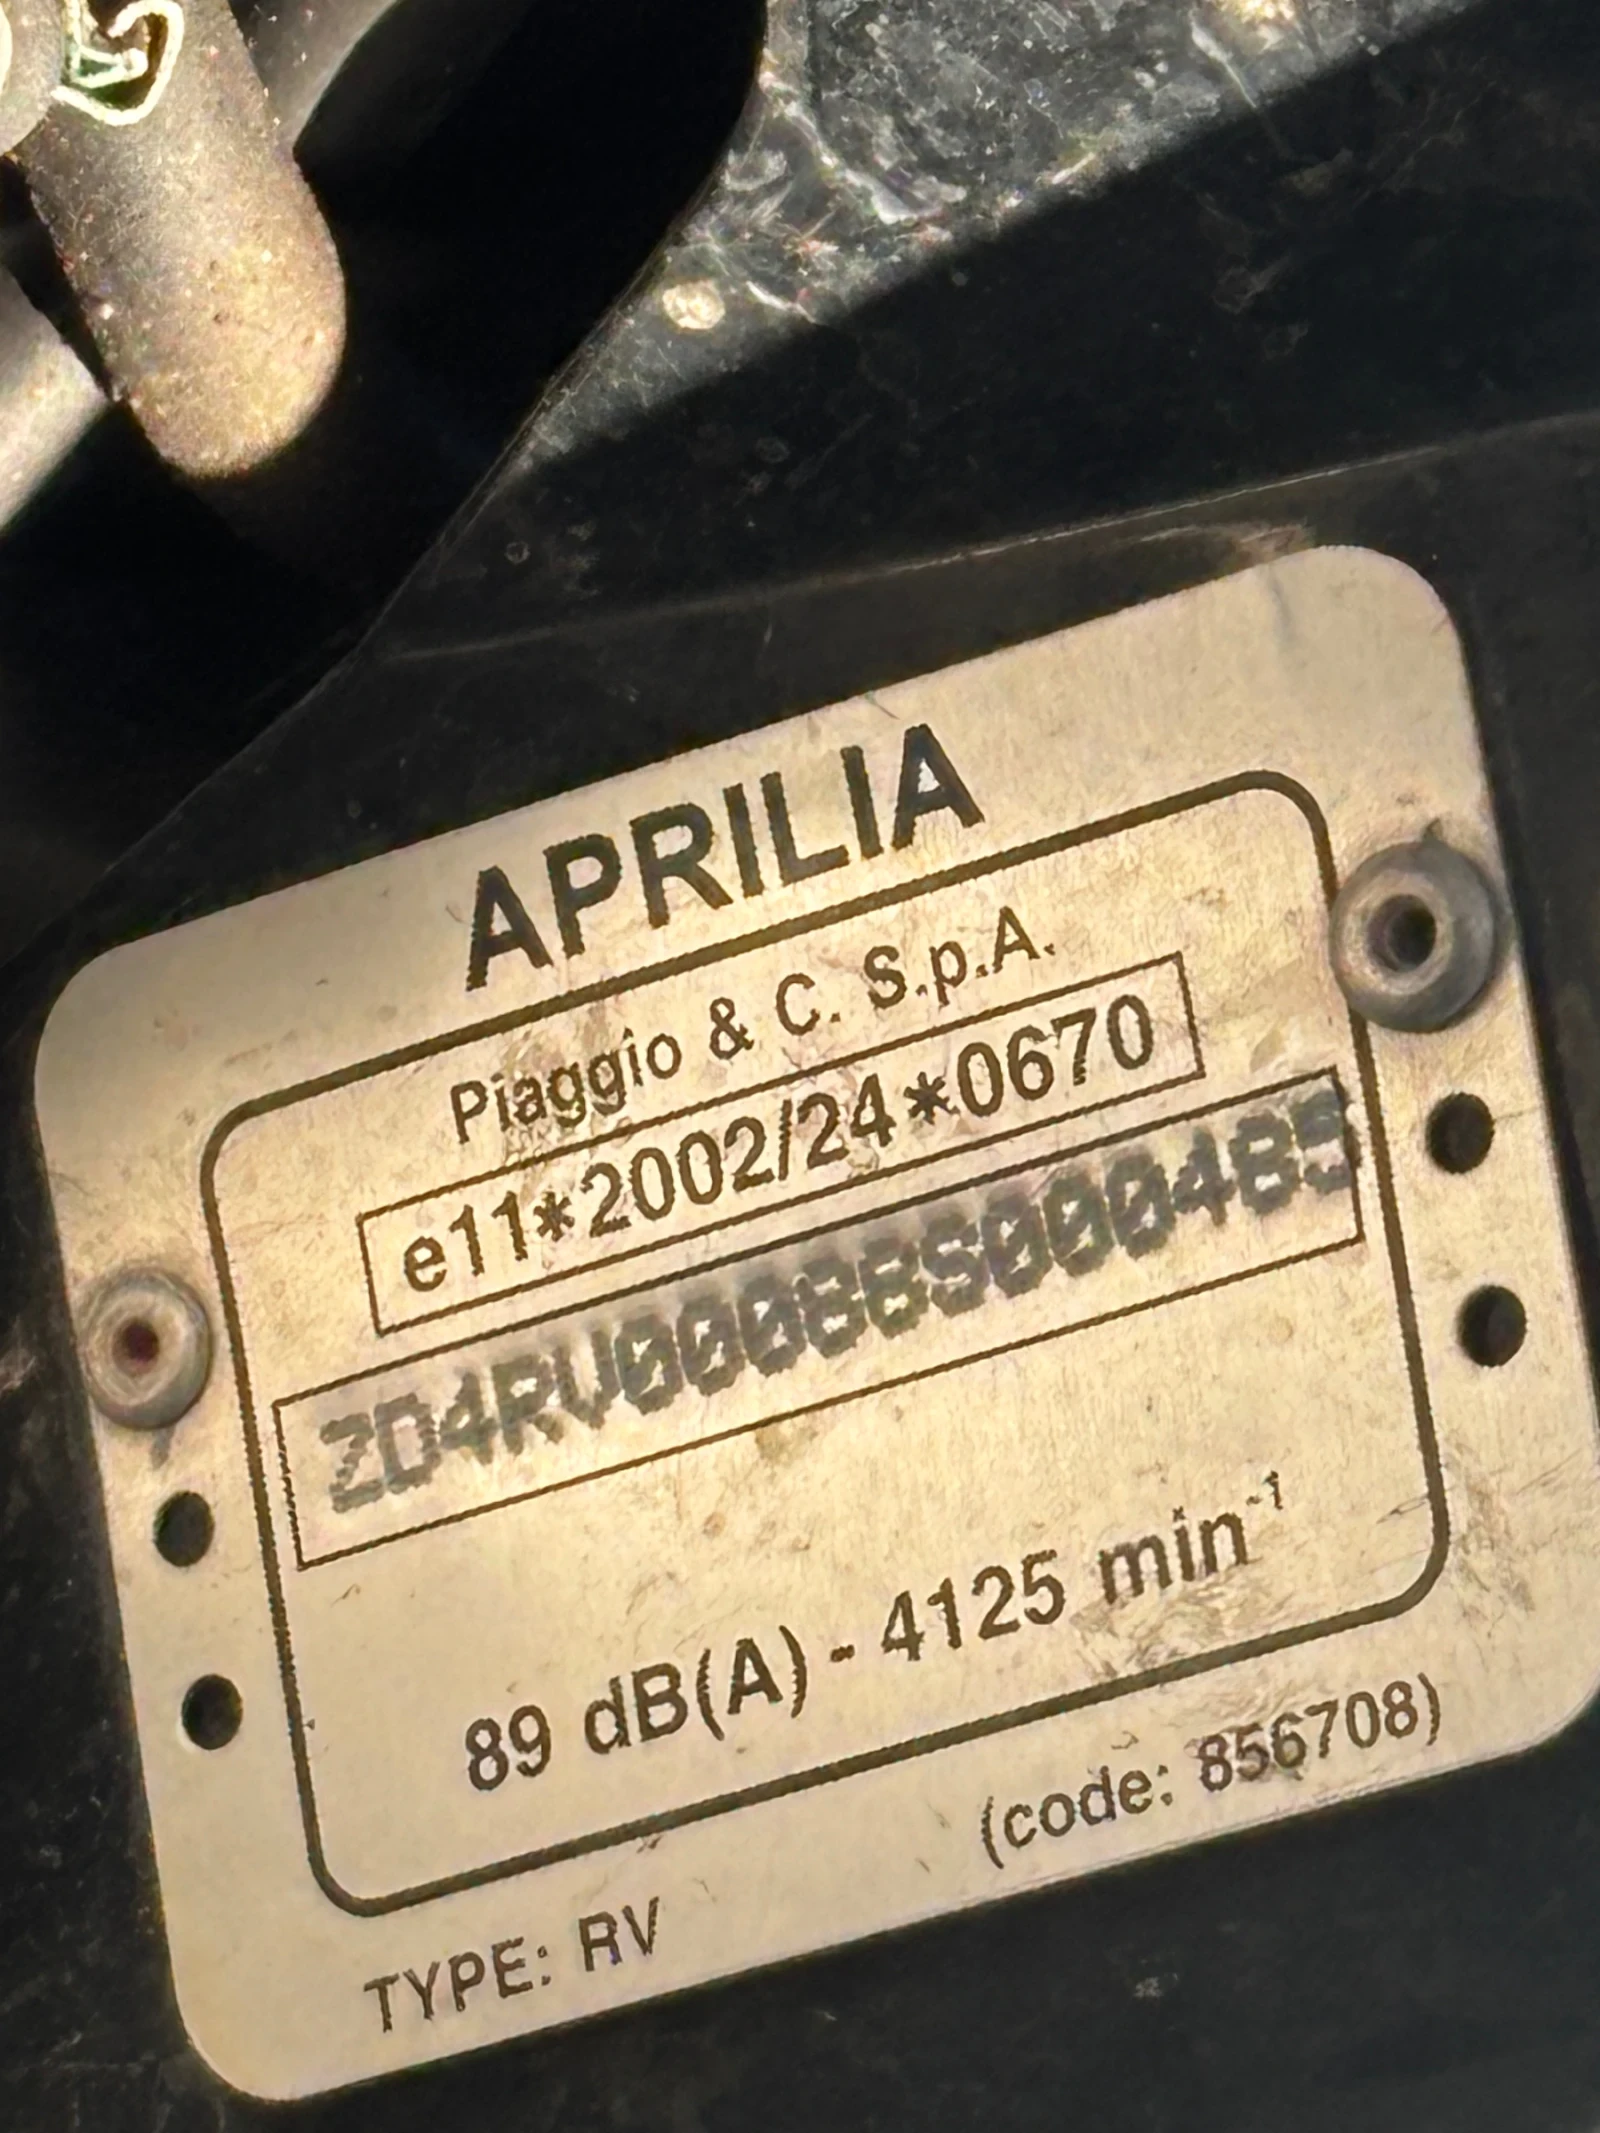 APRILIA
Piaggio & C. S.p.A.
e11*2002/24*0670
89 dB(A) - 4125 min⁻¹
(code: 856708)
TYPE: RV